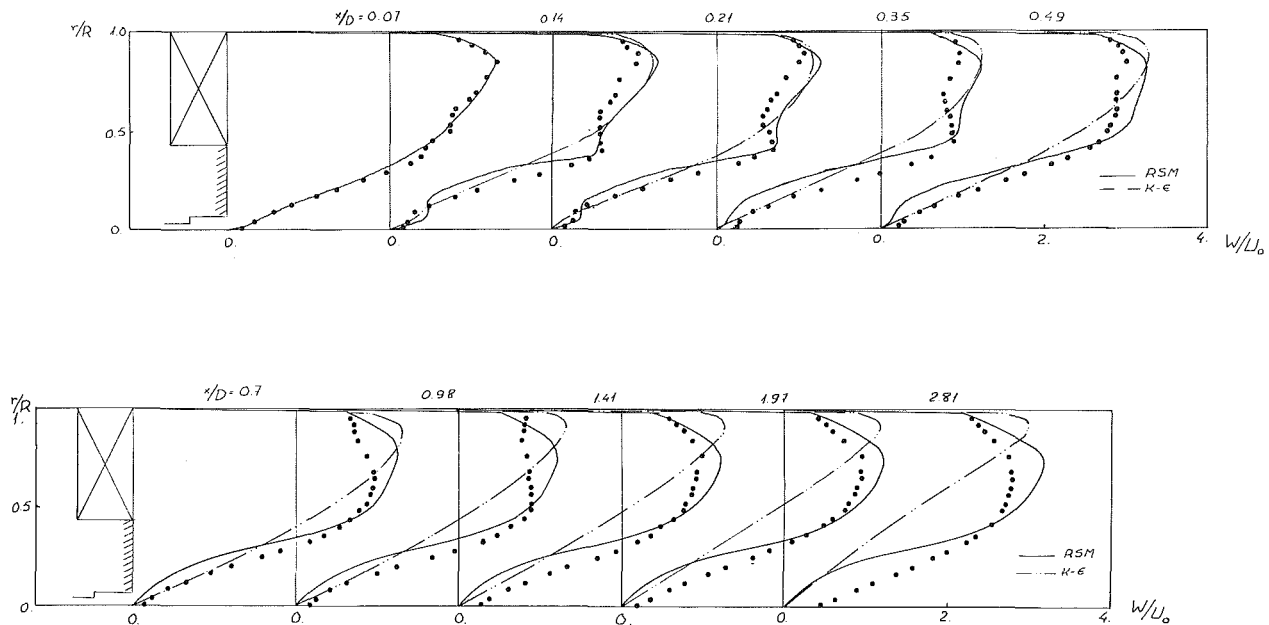 x/D = 0.07 0.14 0.21 0.35 0.49
r/R
1.0
0.5
0.
RSM
K-ϵ
0. 0. 0. 0. 0. 2. 4. W/U₀
x/D = 0.7 0.98 1.41 1.97 2.81
r/R
1.
0.5
0.
RSM
K-ϵ
0. 0. 0. 0. 0. 2. 4. W/U₀